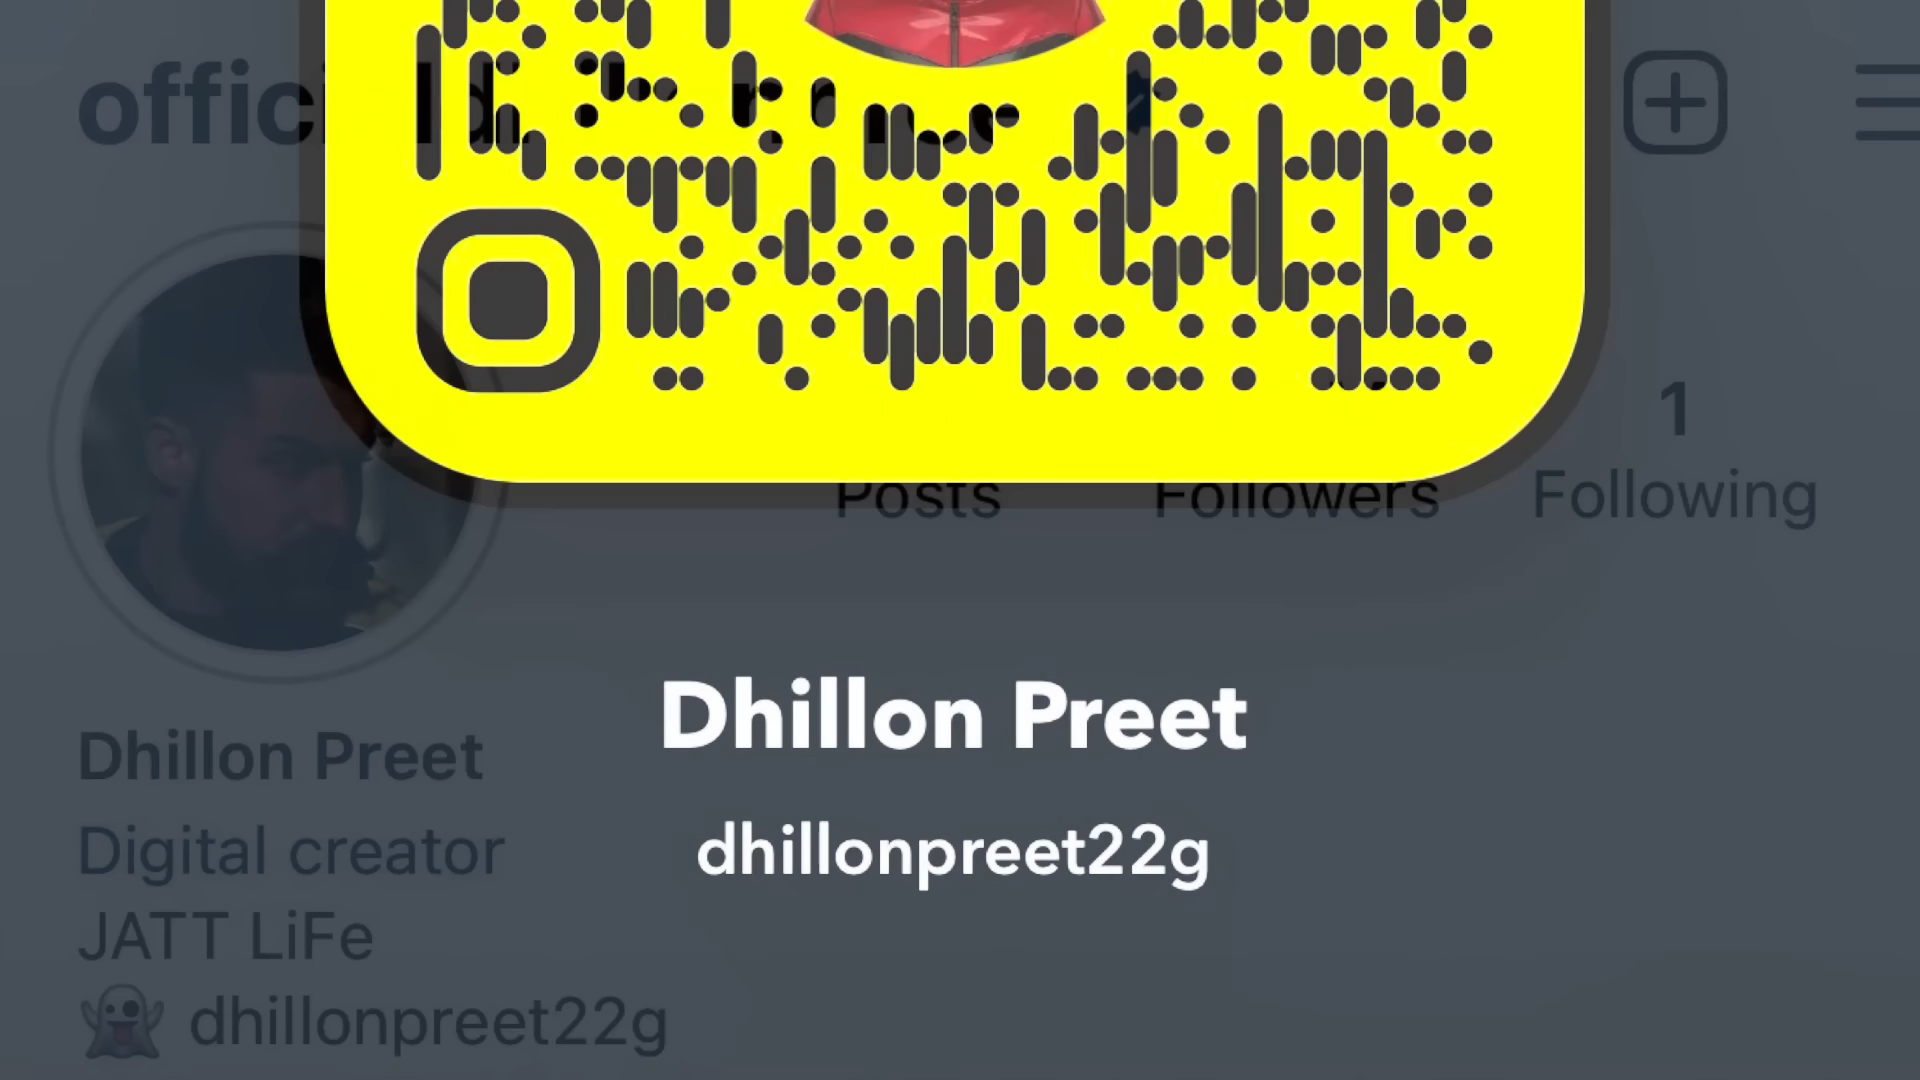 1
Posts
Followers
Following
Dhillon Preet
dhillonpreet22g
Dhillon Preet
Digital creator
JATT LiFe
👻 dhillonpreet22g